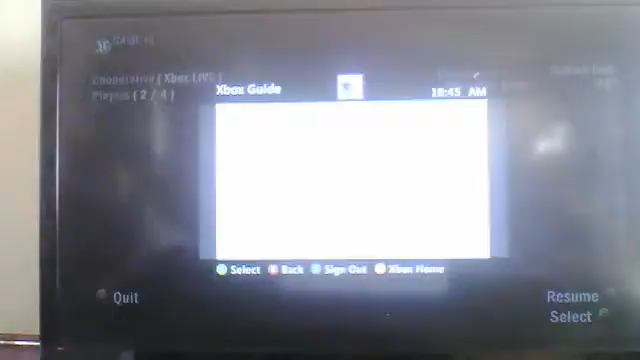 Cooperative ( Xbox LIVE )
Players ( 2 / 4 )
Xbox Guide
10:45 AM
Select Back Sign Out Xbox Home
Quit
Resume
Select